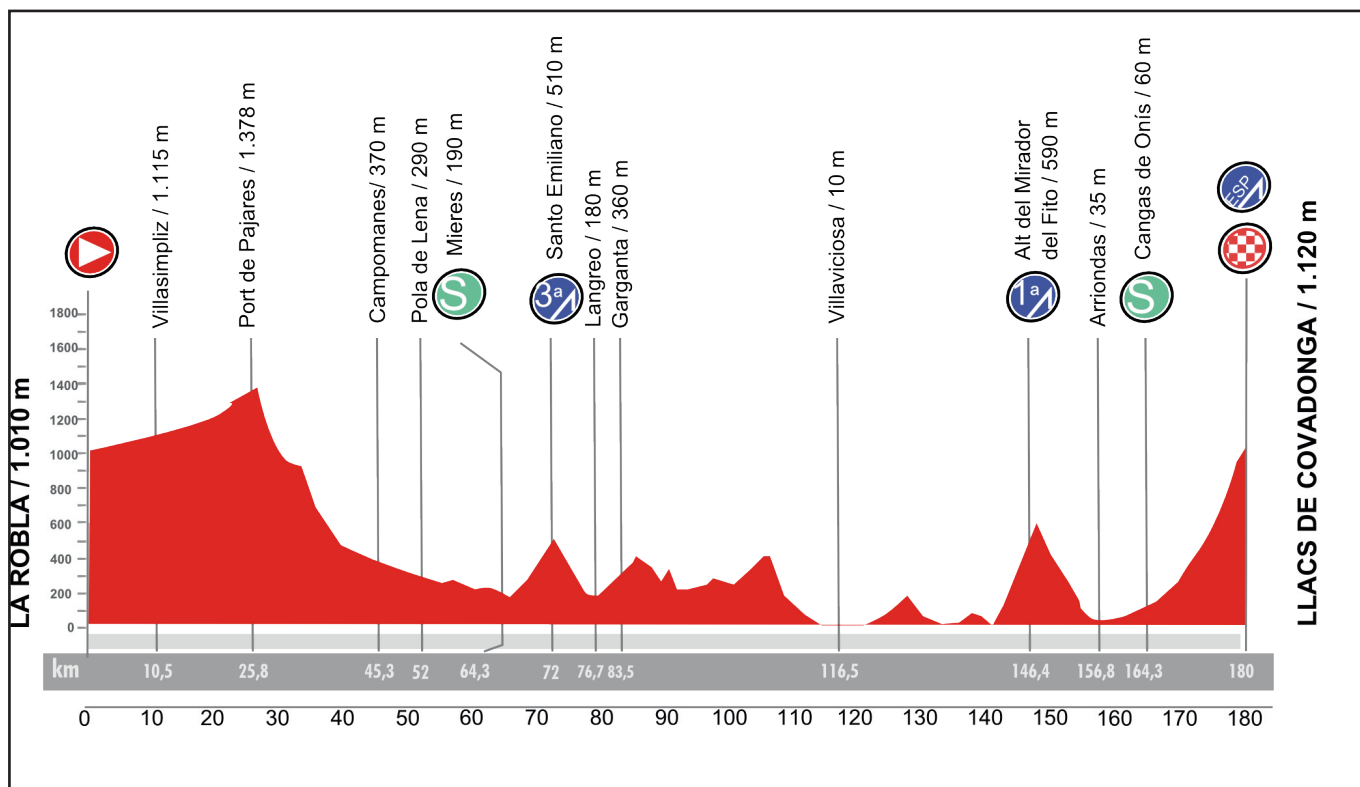 LA ROBLA / 1.010 m
Villasimpliz / 1.115 m
Port de Pajares / 1.378 m
Campomanes/ 370 m
Pola de Lena / 290 m
Mieres / 190 m
S
Santo Emiliano / 510 m
3ª
Langreo / 180 m
Garganta / 360 m
Villaviciosa / 10 m
Alt del Mirador
del Fito / 590 m
1ª
Arriondas / 35 m
Cangas de Onís / 60 m
S
ESP
LLACS DE COVADONGA / 1.120 m
1800
1600
1400
1200
1000
800
600
400
200
0
km 10,5 25,8 45,3 52 64,3 72 76,7 83,5 116,5 146,4 156,8 164,3 180
0 10 20 30 40 50 60 70 80 90 100 110 120 130 140 150 160 170 180